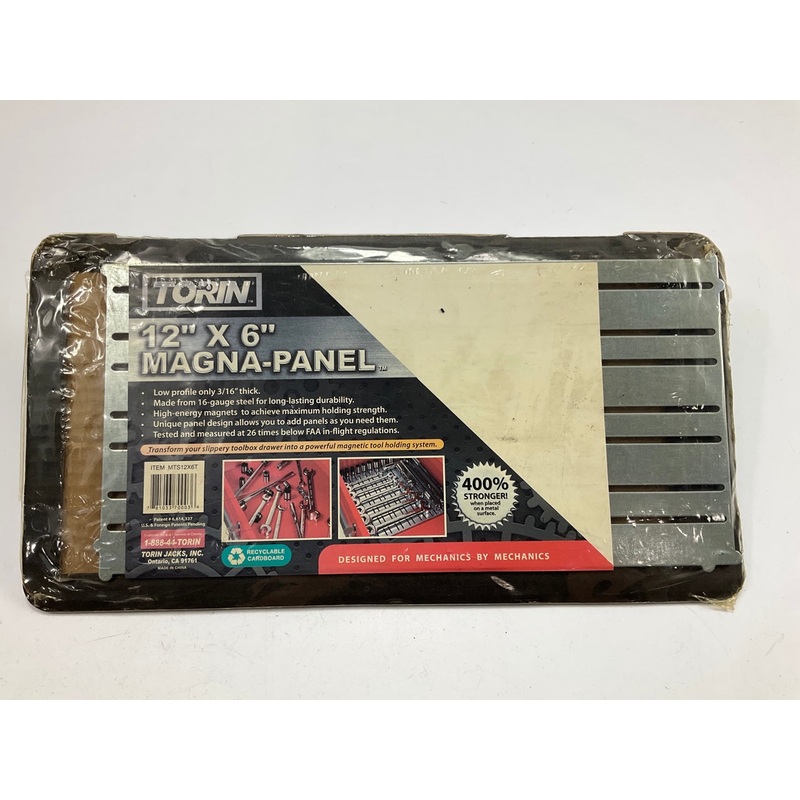 TORIN
12" X 6"
MAGNA-PANEL TM
• Low profile only 3/16" thick.
• Made from 16-gauge steel for long-lasting durability.
• High-energy magnets to achieve maximum holding strength.
• Unique panel design allows you to add panels as you need them.
• Tested and measured at 26 times below FAA in-flight regulations.
Transform your slippery toolbox drawer into a powerful magnetic tool holding system.
ITEM MTS12X6T
U.S. & Foreign Patents Pending
1-888-44-TORIN
TORIN JACKS, INC.
Ontario, CA 91761
MADE IN CHINA
RECYCLABLE
CARDBOARD
400%
STRONGER!
when placed
on a metal
surface.
DESIGNED FOR MECHANICS BY MECHANICS